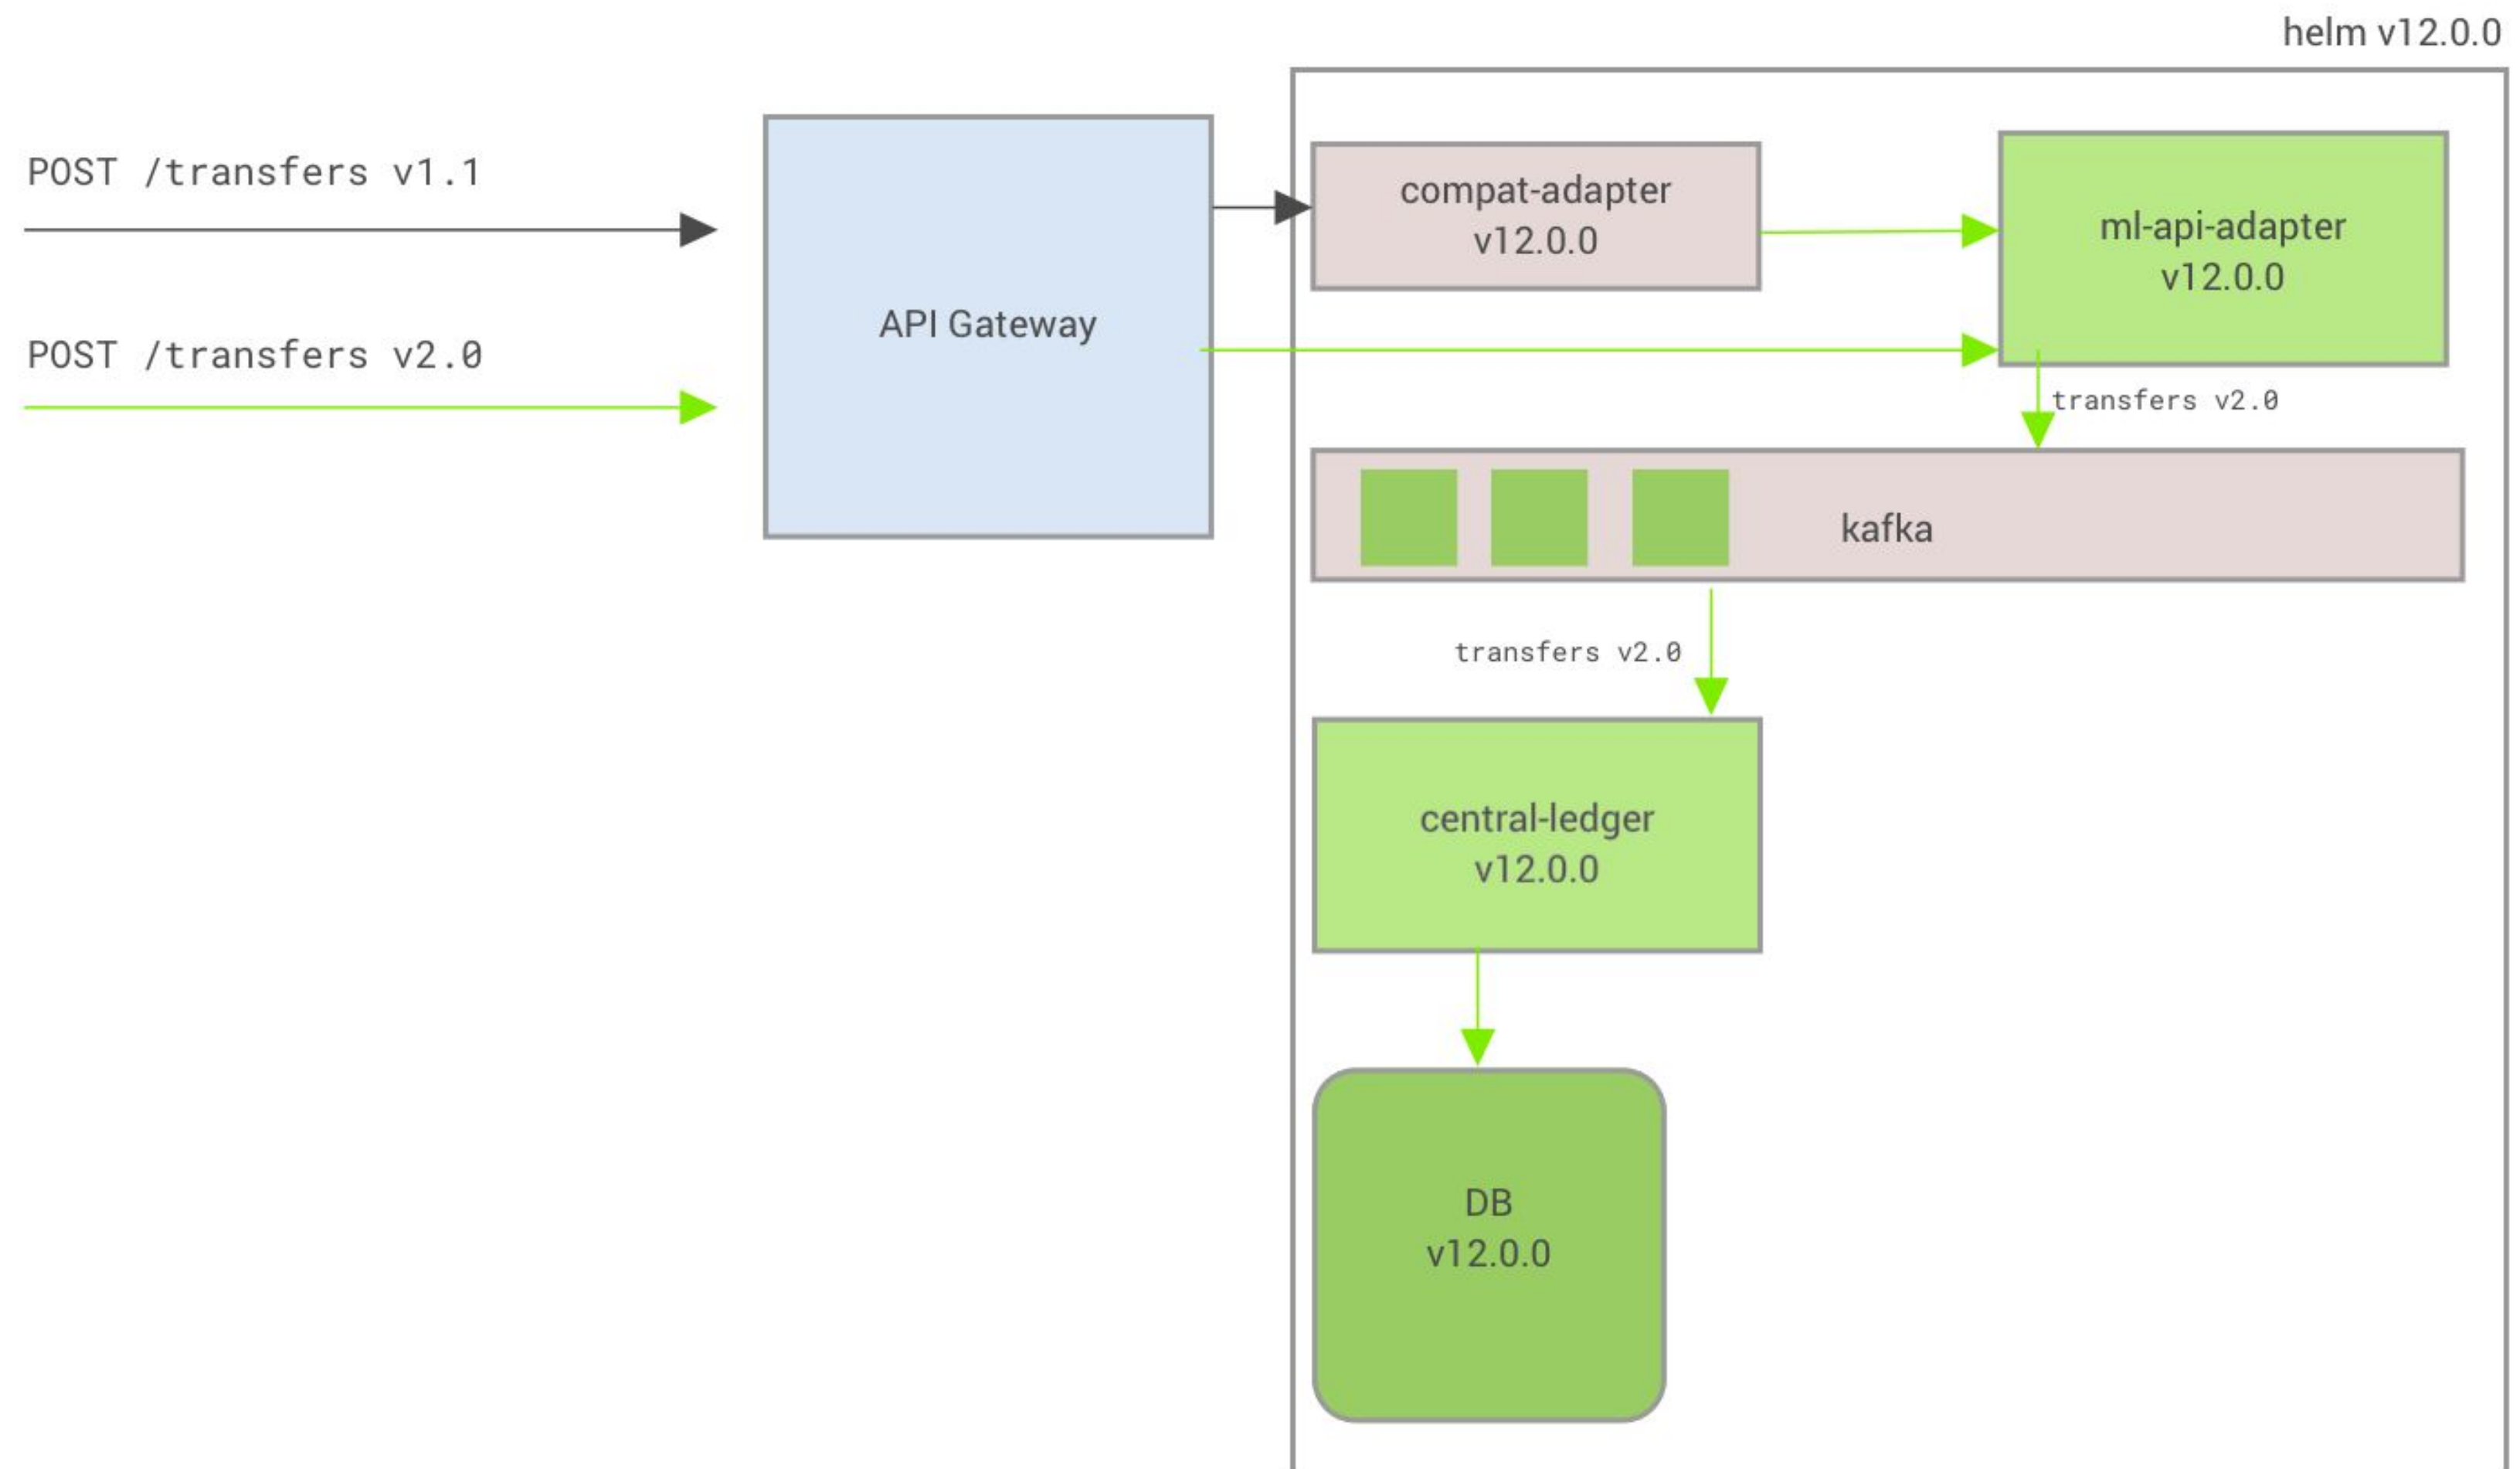 helm v12.0.0
POST /transfers v1.1
POST /transfers v2.0
API Gateway
compat-adapter
v12.0.0
ml-api-adapter
v12.0.0
transfers v2.0
kafka
transfers v2.0
central-ledger
v12.0.0
DB
v12.0.0